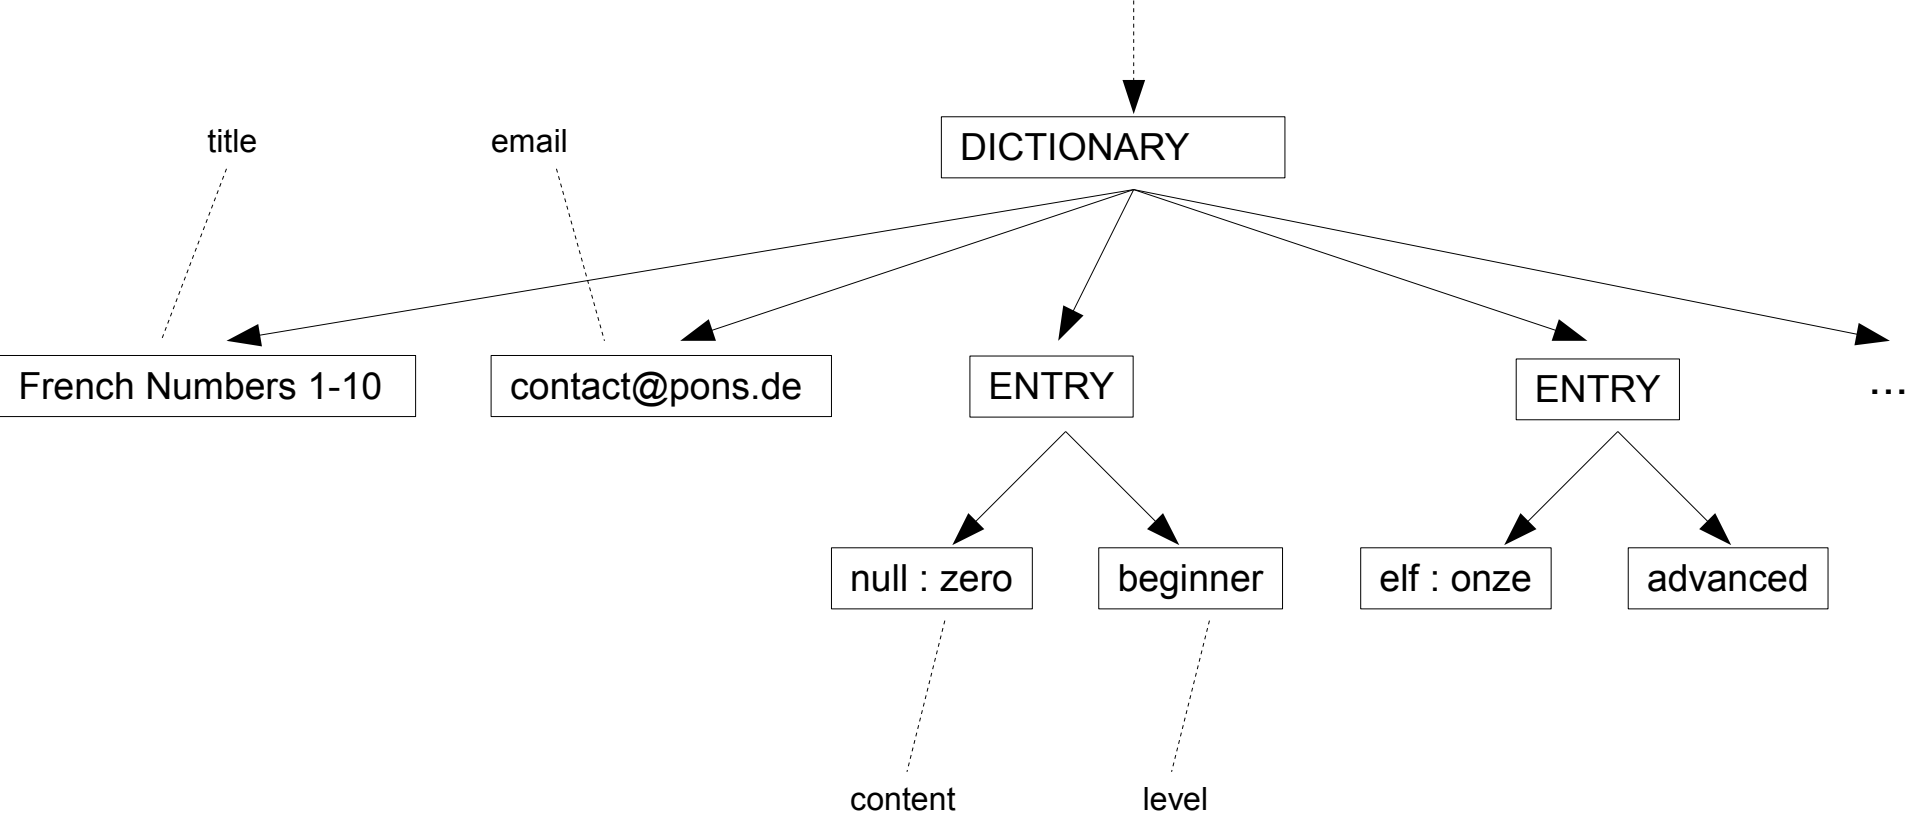 title
email
DICTIONARY
French Numbers 1-10
contact@pons.de
ENTRY
ENTRY
...
null : zero
beginner
elf : onze
advanced
content
level